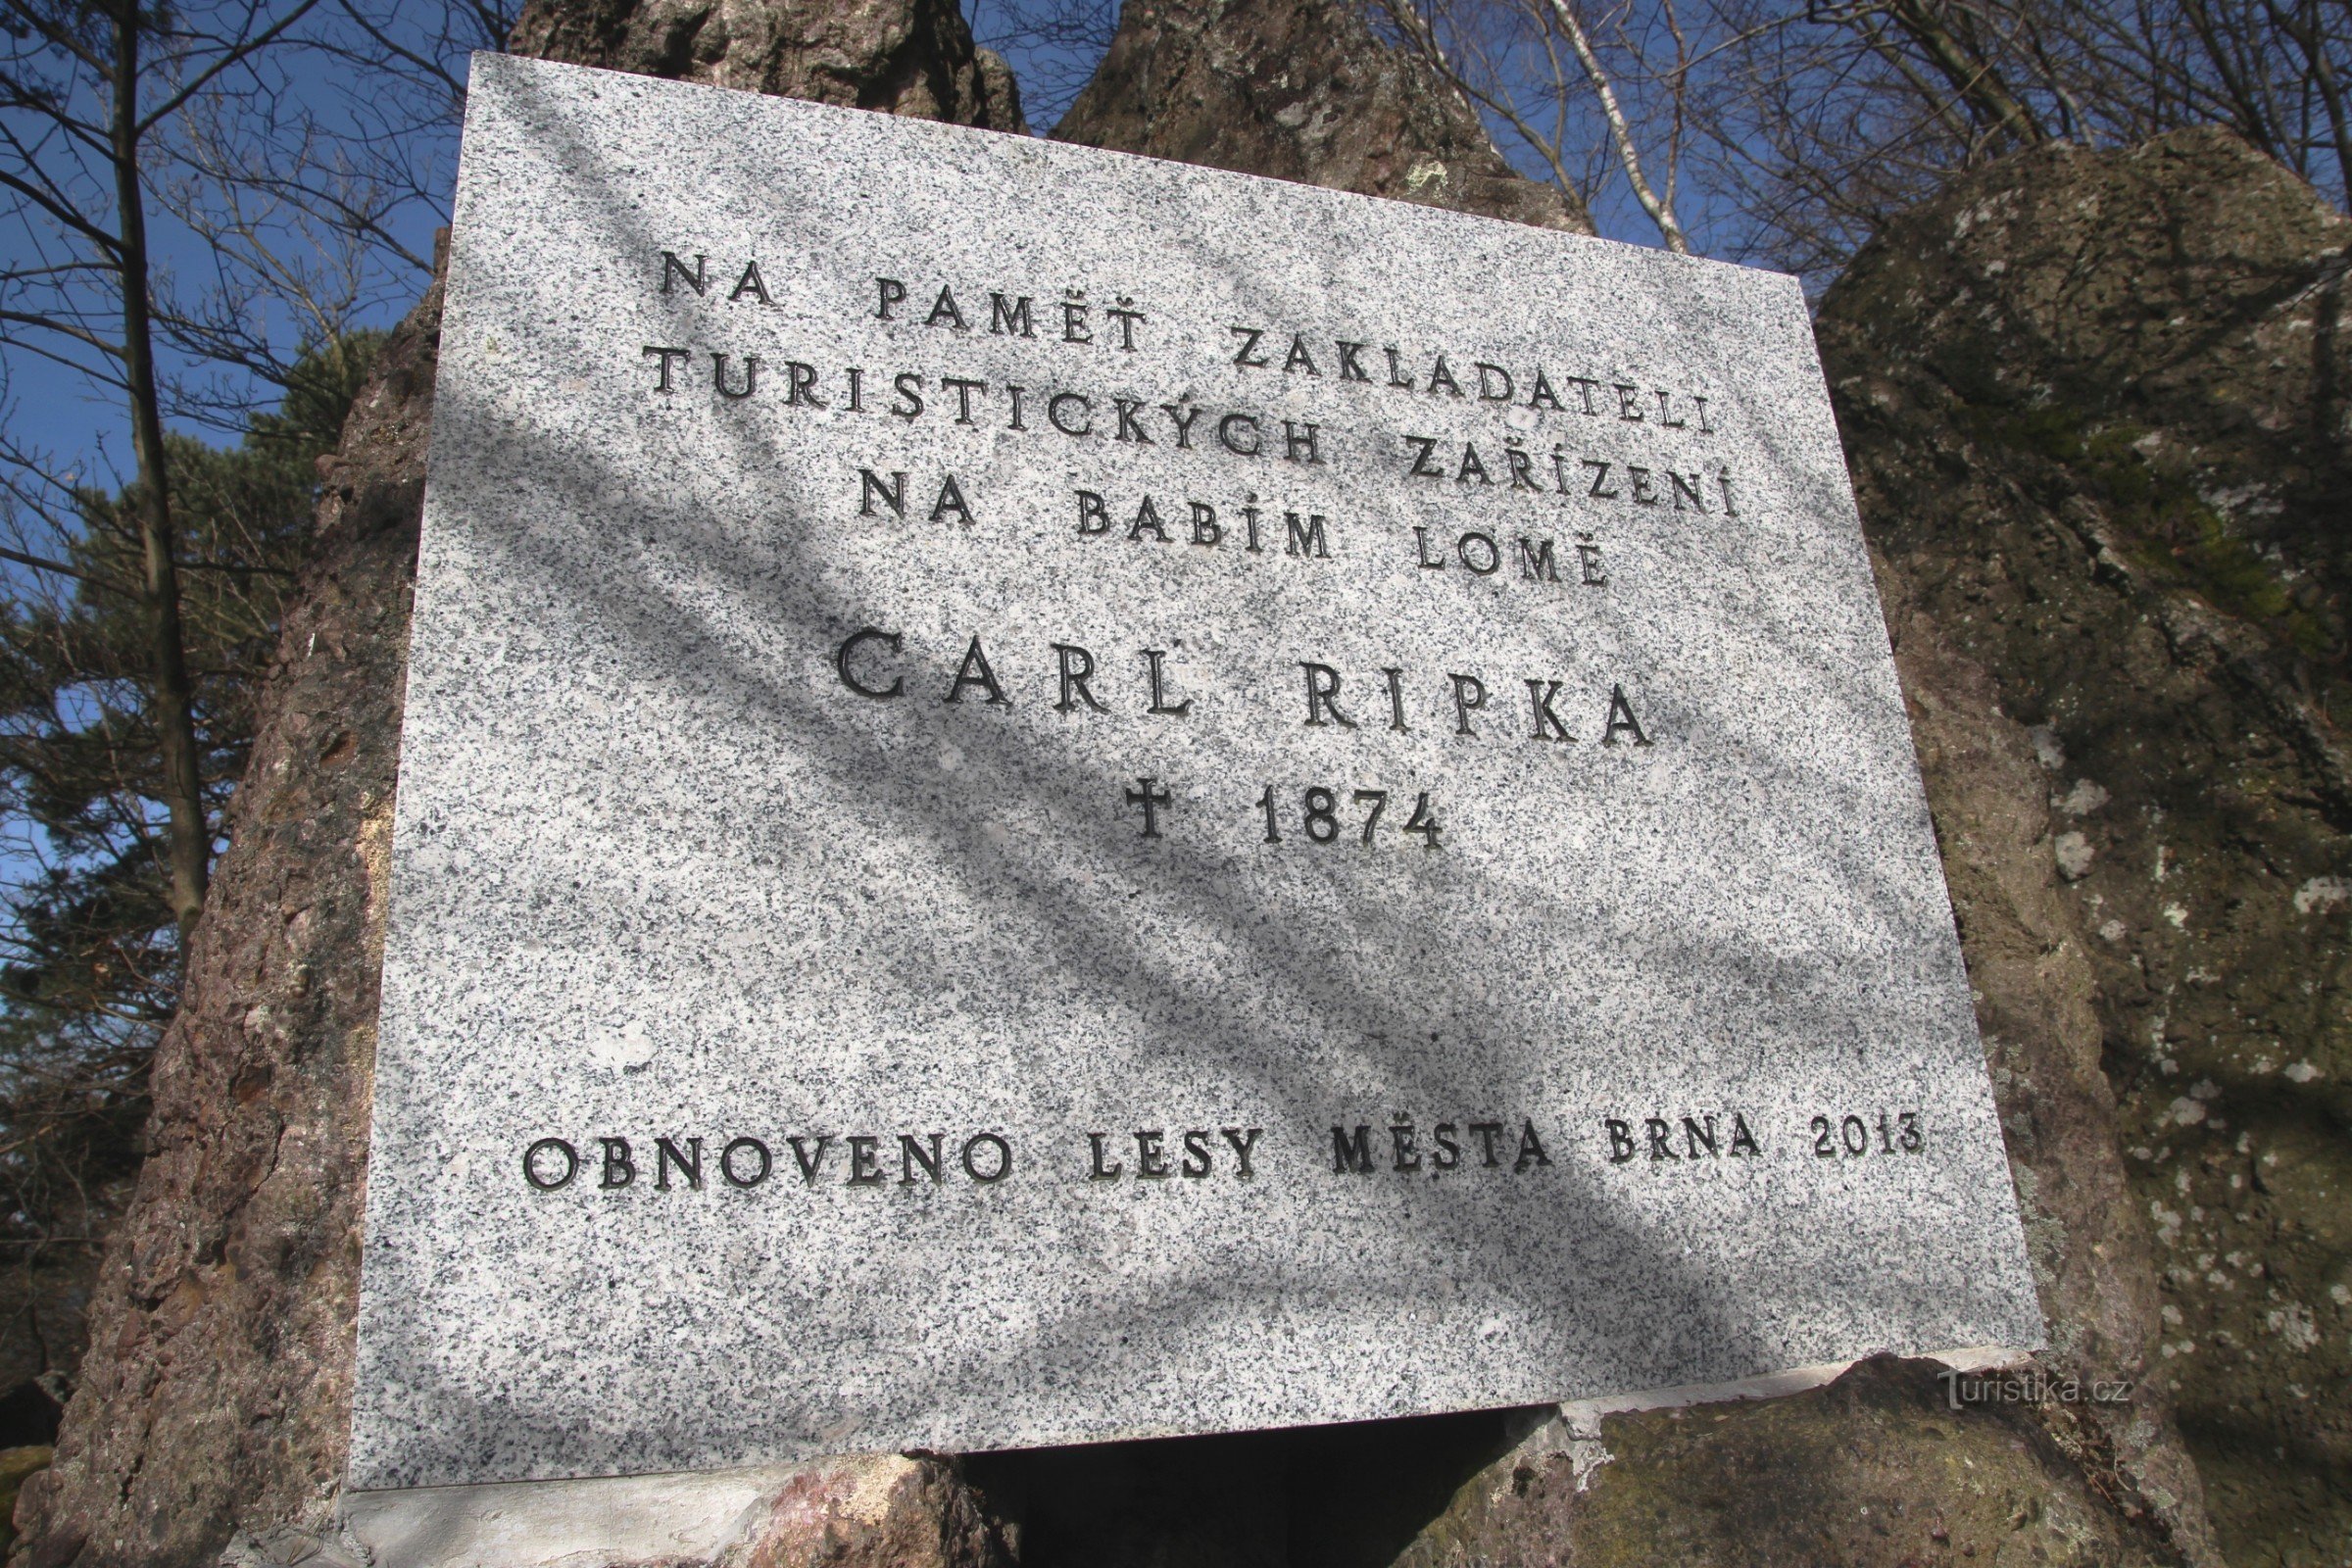 NA PAMĚŤ ZAKLADATELI
TURISTICKÝCH ZAŘÍZENÍ
NA BABÍM LOMĚ
CARL RIPKA
✝ 1874
OBNOVENO LESY MĚSTA BRNA 2013
Turistika.cz